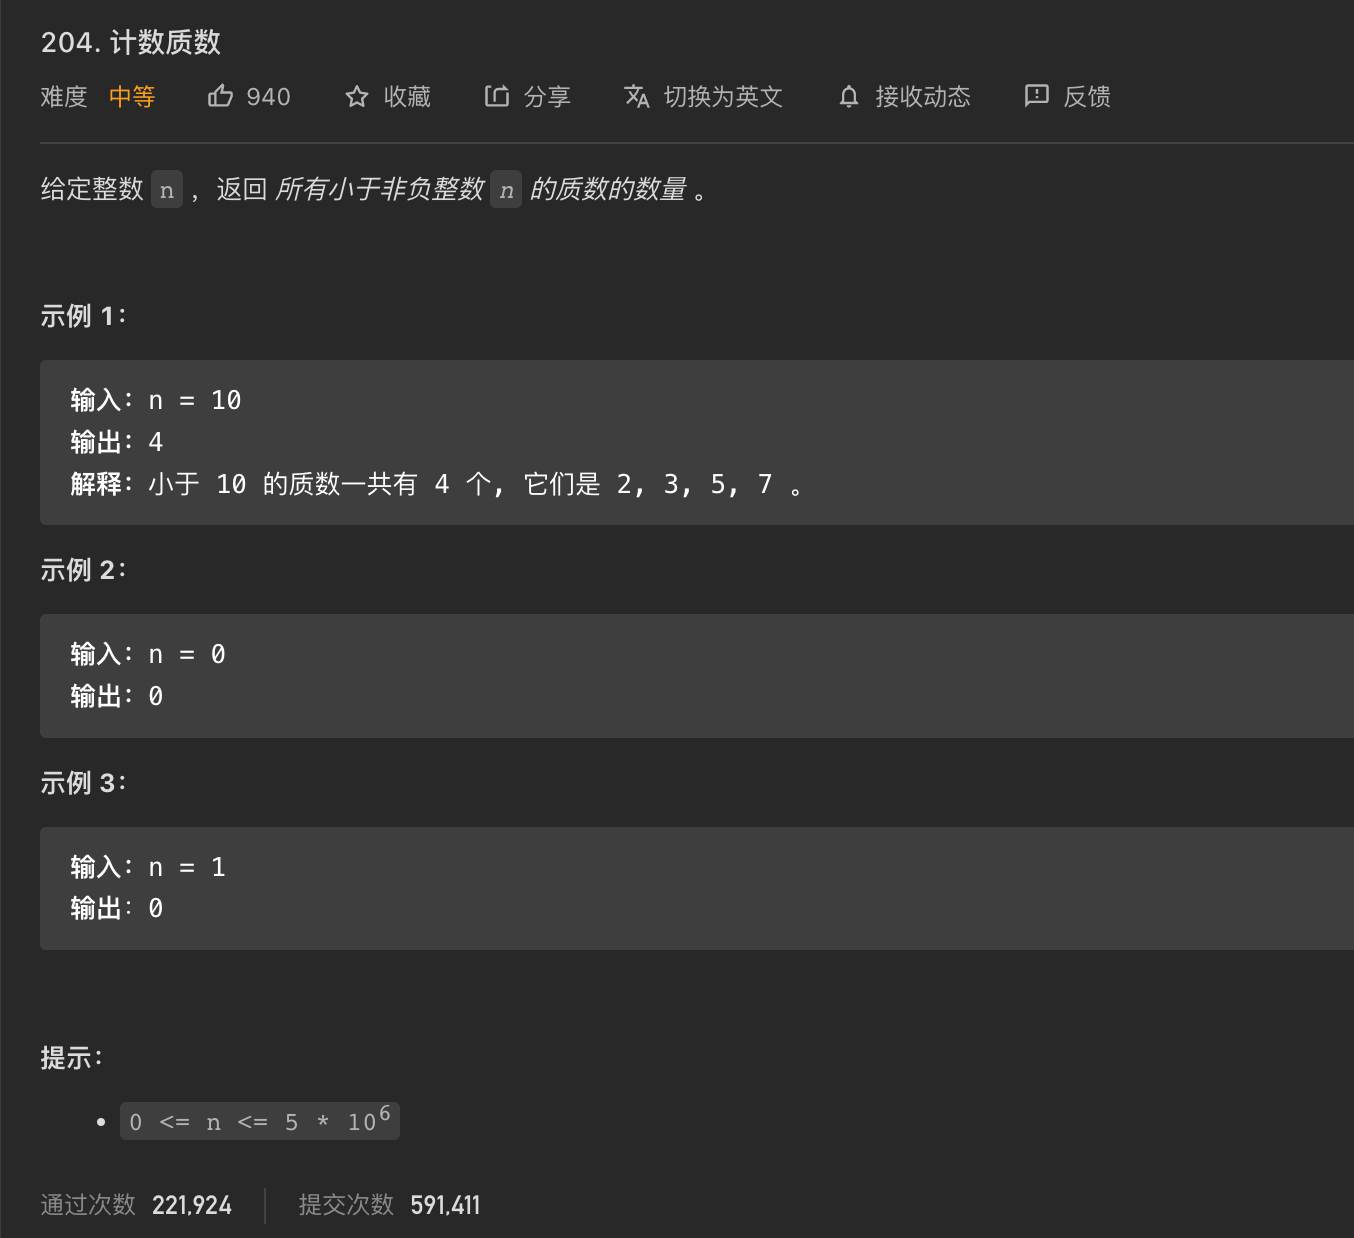 204. 计数质数
难度 中等 940 收藏 分享 切换为英文 接收动态 反馈
给定整数 n ，返回 所有小于非负整数 n 的质数的数量 。
示例 1：
输入：n = 10
输出：4
解释：小于 10 的质数一共有 4 个, 它们是 2, 3, 5, 7 。
示例 2：
输入：n = 0
输出：0
示例 3：
输入：n = 1
输出：0
提示：
0 <= n <= 5 * 10⁶
通过次数 221,924 提交次数 591,411